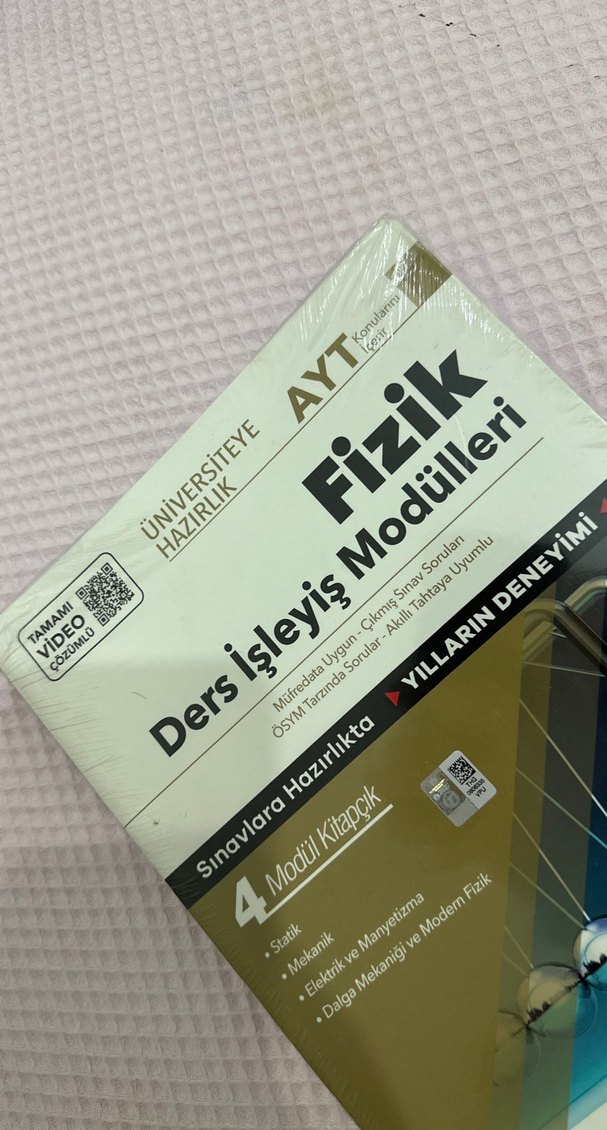 ÜNİVERSİTEYE
HAZIRLIK
AYT
Konularını
İçerir
Fizik
Ders İşleyiş Modülleri
TAMAMI
VİDEO
ÇÖZÜMLÜ
Müfredata Uygun - Çıkmış Sınav Soruları
ÖSYM Tarzında Sorular - Akıllı Tahtaya Uyumlu
Sınavlara Hazırlıkta YILLARIN DENEYİMİ
4 Modül Kitapçık
• Statik
• Mekanik
• Elektrik ve Manyetizma
• Dalga Mekaniği ve Modern Fizik
VPU